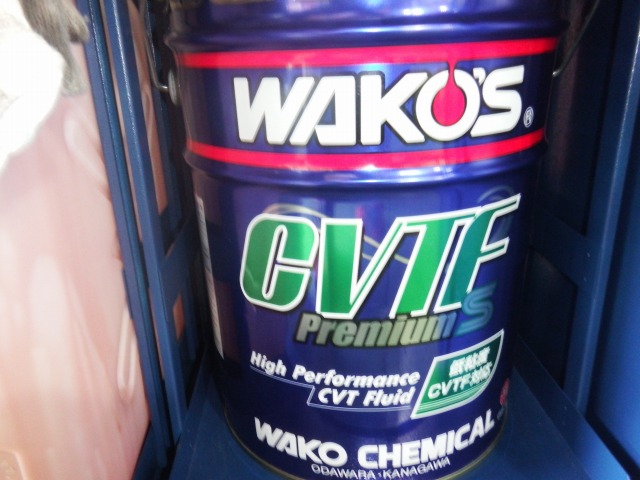 WAKO'S®
CVTF
Premium S
High Performance
CVT Fluid
低粘度
CVTF対応
WAKO CHEMICAL
ODAWARA・KANAGAWA